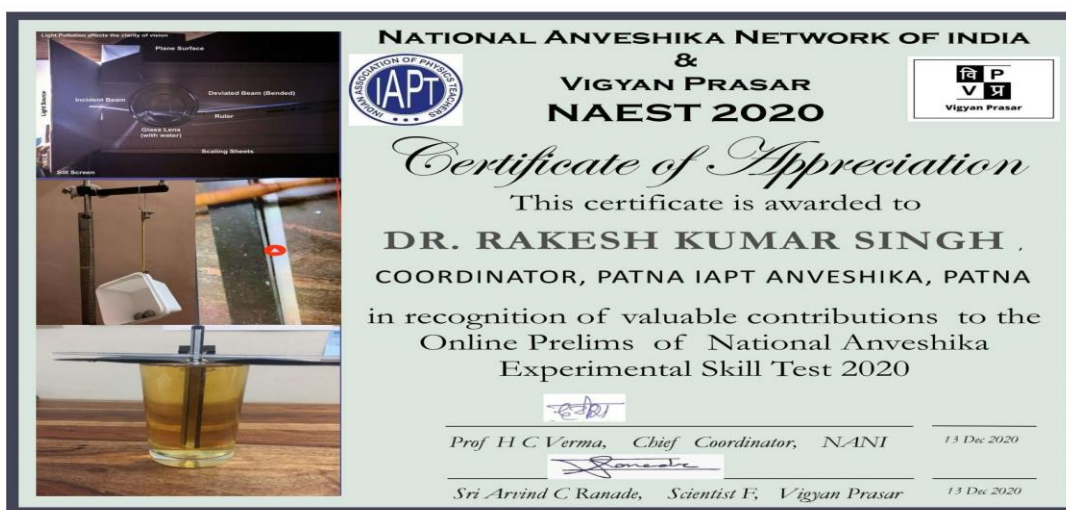 Light Pollution affects the clarity of vision
Plane Surface
Light Source
Incident Beam
Deviated Beam (Bended)
Ruler
Glass Lens
(with water)
Scaling Sheets
Slit Screen
NATIONAL ANVESHIKA NETWORK OF INDIA
&
VIGYAN PRASAR
NAEST 2020
INDIAN ASSOCIATION OF PHYSICS TEACHERS
IAPT
वि P
V प्र
Vigyan Prasar
Certificate of Appreciation
This certificate is awarded to
DR. RAKESH KUMAR SINGH ,
COORDINATOR, PATNA IAPT ANVESHIKA, PATNA
in recognition of valuable contributions to the
Online Prelims of National Anveshika
Experimental Skill Test 2020
Prof H C Verma, Chief Coordinator, NANI 13 Dec 2020
Sri Arvind C Ranade, Scientist F, Vigyan Prasar 13 Dec 2020